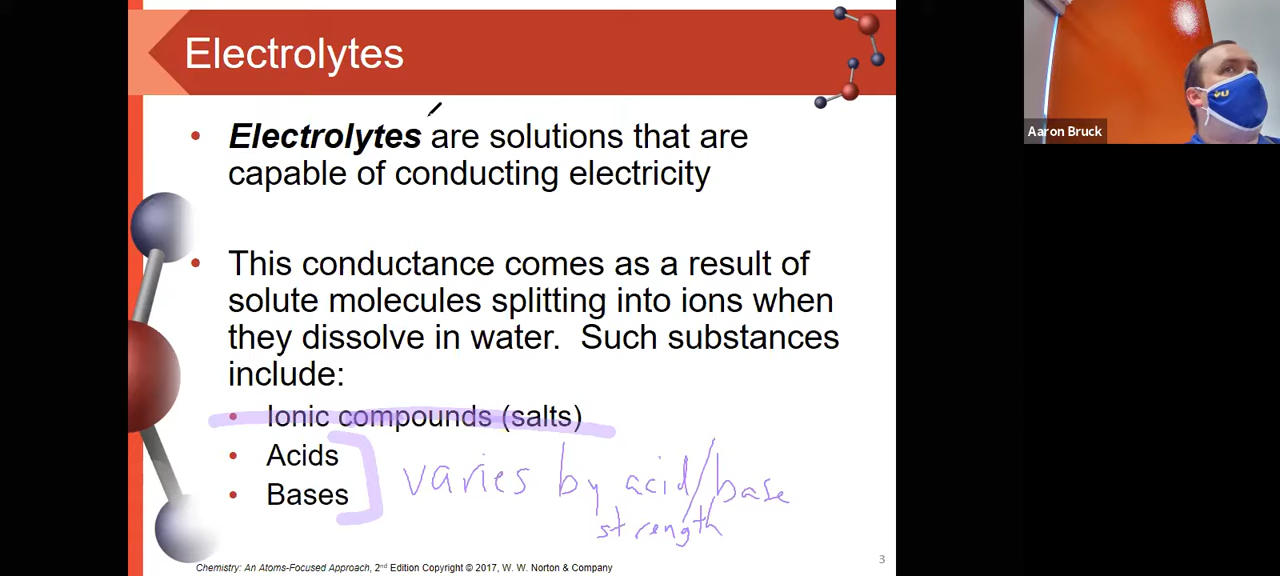 Electrolytes
• Electrolytes are solutions that are
capable of conducting electricity
• This conductance comes as a result of
solute molecules splitting into ions when
they dissolve in water.  Such substances
include:
• Ionic compounds (salts)
• Acids
• Bases
varies by acid/base
strength
3
Chemistry: An Atoms-Focused Approach, 2nd Edition Copyright © 2017, W. W. Norton & Company
VU
Aaron Bruck